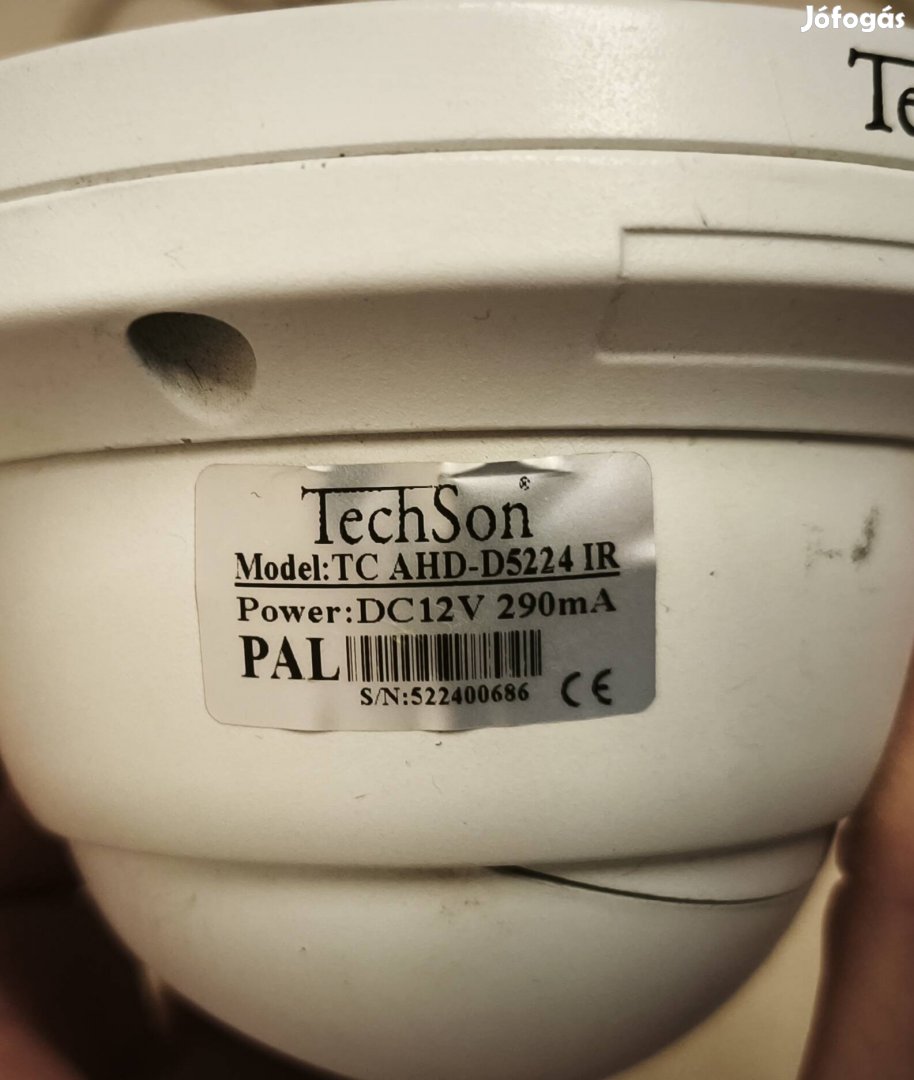 Jófogás
Te
TechSon®
Model:TC AHD-D5224 IR
Power:DC12V 290mA
PAL
S/N:522400686
CE